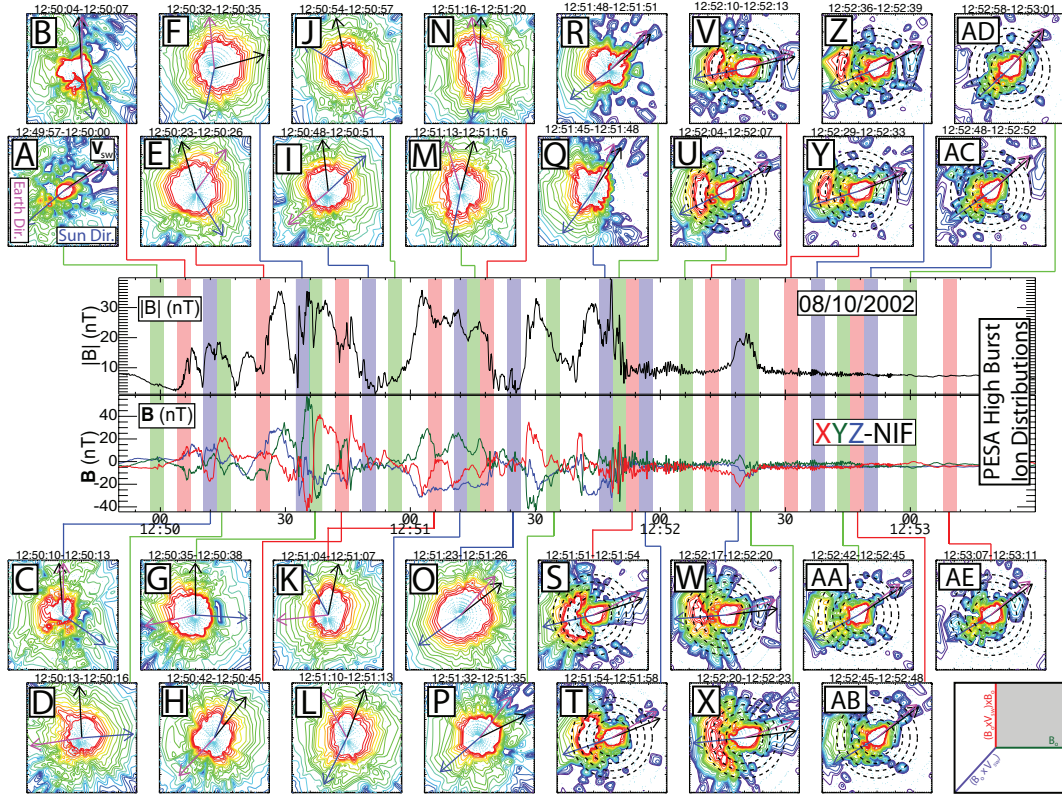 12:50:04-12:50:07
B
12:50:32-12:50:35
F
12:50:54-12:50:57
J
12:51:16-12:51:20
N
12:51:48-12:51:51
R
12:52:10-12:52:13
V
12:52:36-12:52:39
Z
12:52:58-12:53:01
AD
12:49:57-12:50:00
A
Vsw
Earth Dir.
Sun Dir.
12:50:23-12:50:26
E
12:50:48-12:50:51
I
12:51:13-12:51:16
M
12:51:45-12:51:48
Q
12:52:04-12:52:07
U
12:52:29-12:52:33
Y
12:52:48-12:52:52
AC
|B| (nT)
30
20
10
|B| (nT)
08/10/2002
B (nT)
40
20
0
-20
-40
B (nT)
XYZ-NIF
PESA High Burst
Ion Distributions
00
12:50
30
00
12:51
30
00
12:52
30
00
12:53
12:50:10-12:50:13
C
12:50:35-12:50:38
G
12:51:04-12:51:07
K
12:51:23-12:51:26
O
12:51:51-12:51:54
S
12:52:17-12:52:20
W
12:52:42-12:52:45
AA
12:53:07-12:53:11
AE
12:50:13-12:50:16
D
12:50:42-12:50:45
H
12:51:10-12:51:13
L
12:51:32-12:51:35
P
12:51:54-12:51:58
T
12:52:20-12:52:23
X
12:52:45-12:52:48
AB